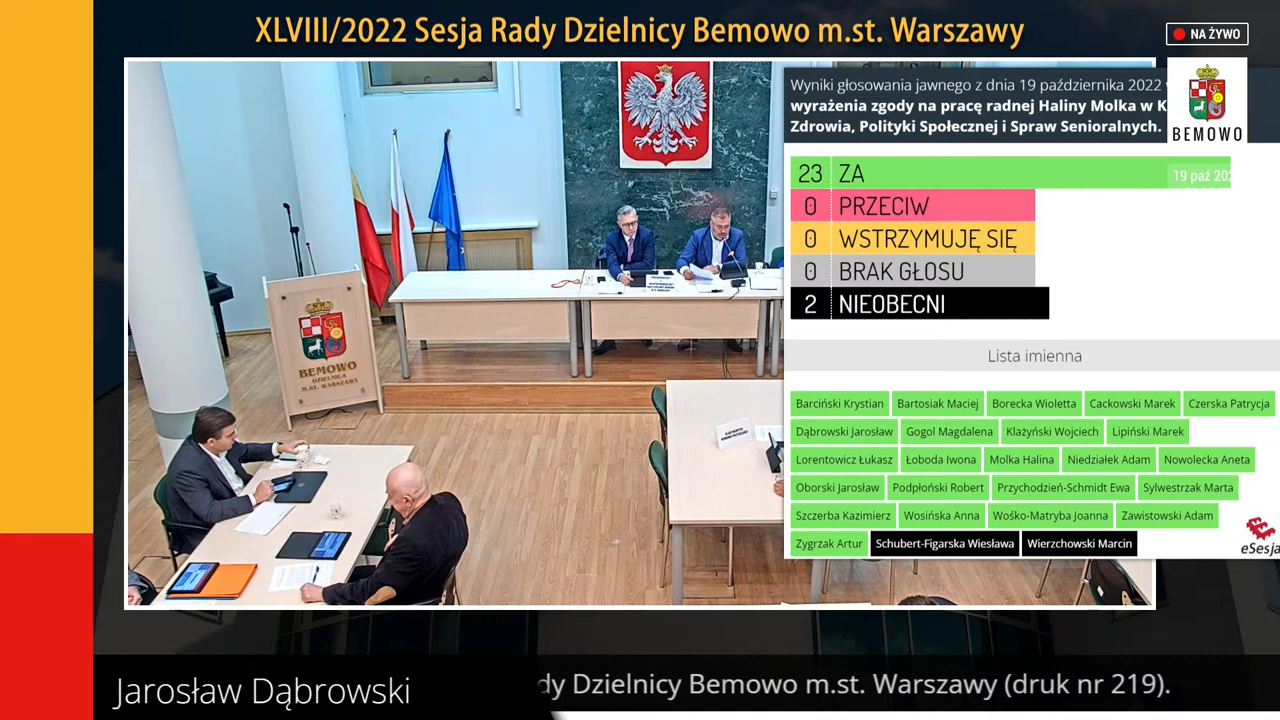 XLVIII/2022 Sesja Rady Dzielnicy Bemowo m.st. Warszawy
NA ŻYWO
Wyniki głosowania jawnego z dnia 19 października 2022
wyrażenia zgody na pracę radnej Haliny Molka w K
Zdrowia, Polityki Społecznej i Spraw Senioralnych.
BEMOWO
23 ZA
19 paź 202
0 PRZECIW
0 WSTRZYMUJĘ SIĘ
0 BRAK GŁOSU
2 NIEOBECNI
Lista imienna
Barciński Krystian Bartosiak Maciej Borecka Wioletta Cackowski Marek Czerska Patrycja
Dąbrowski Jarosław Gogol Magdalena Klażyński Wojciech Lipiński Marek
Lorentowicz Łukasz Łoboda Iwona Molka Halina Niedziałek Adam Nowolecka Aneta
Oborski Jarosław Podpłoński Robert Przychodzień-Schmidt Ewa Sylwestrzak Marta
Szczerba Kazimierz Wosińska Anna Wośko-Matryba Joanna Zawistowski Adam
Zygrzak Artur Schubert-Figarska Wiesława Wierzchowski Marcin
eSesja
BEMOWO
DZIELNICA
M.ST. WARSZAWY
Jarosław Dąbrowski
dy Dzielnicy Bemowo m.st. Warszawy (druk nr 219).